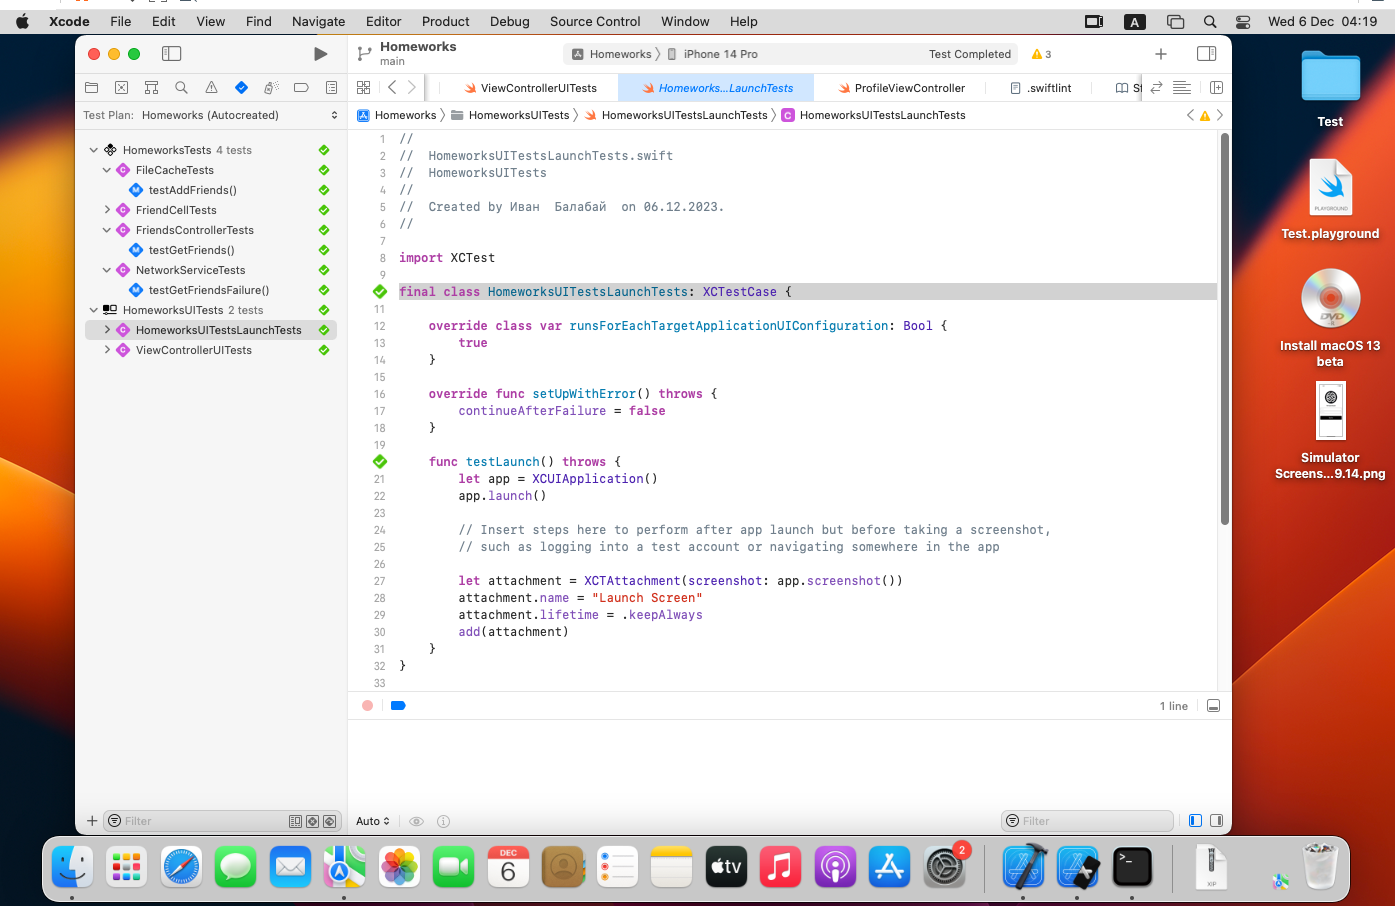 Xcode File Edit View Find Navigate Editor Product Debug Source Control Window Help A Wed 6 Dec 04:19
Homeworks
main
Homeworks iPhone 14 Pro Test Completed 3
ViewControllerUITests Homeworks...LaunchTests ProfileViewController .swiftlint
Test Plan: Homeworks (Autocreated)
Homeworks HomeworksUITests HomeworksUITestsLaunchTests C HomeworksUITestsLaunchTests
HomeworksTests 4 tests
C FileCacheTests
M testAddFriends()
C FriendCellTests
C FriendsControllerTests
M testGetFriends()
C NetworkServiceTests
M testGetFriendsFailure()
HomeworksUITests 2 tests
C HomeworksUITestsLaunchTests
C ViewControllerUITests
1 //
2 // HomeworksUITestsLaunchTests.swift
3 // HomeworksUITests
4 //
5 // Created by Иван Балабай on 06.12.2023.
6 //
7
8 import XCTest
9
final class HomeworksUITestsLaunchTests: XCTestCase {
11
12 override class var runsForEachTargetApplicationUIConfiguration: Bool {
13 true
14 }
15
16 override func setUpWithError() throws {
17 continueAfterFailure = false
18 }
19
func testLaunch() throws {
21 let app = XCUIApplication()
22 app.launch()
23
24 // Insert steps here to perform after app launch but before taking a screenshot,
25 // such as logging into a test account or navigating somewhere in the app
26
27 let attachment = XCTAttachment(screenshot: app.screenshot())
28 attachment.name = "Launch Screen"
29 attachment.lifetime = .keepAlways
30 add(attachment)
31 }
32 }
33
1 line
Filter
Auto
Filter
Test
PLAYGROUND
Test.playground
DVD
Install macOS 13
beta
Simulator
Screens...9.14.png
DEC
6
tv
2
>_
XIP